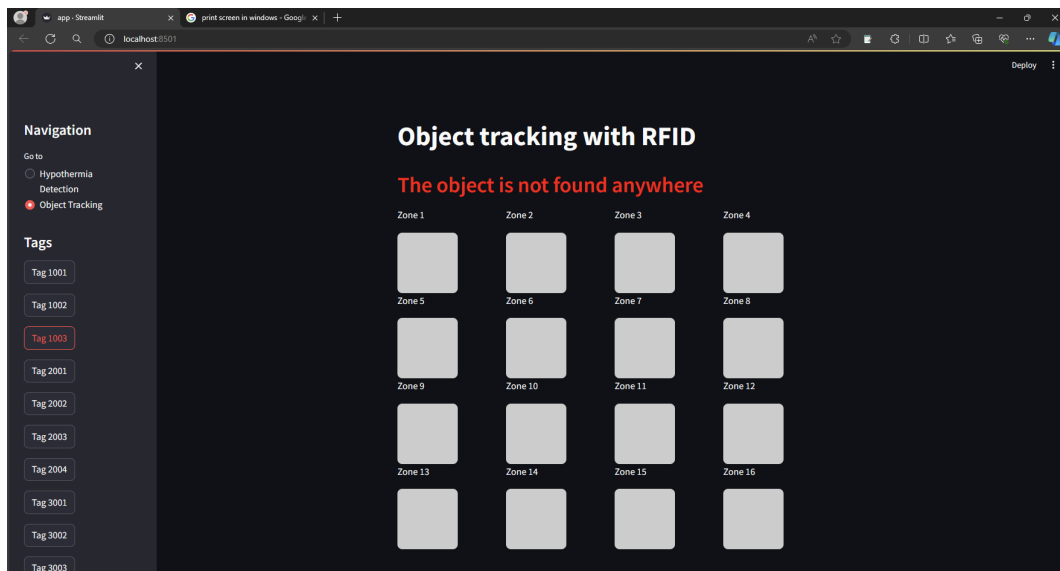 app · Streamlit
print screen in windows - Googl
localhost:8501
Deploy
Navigation
Go to
Hypothermia
Detection
Object Tracking
Tags
Tag 1001
Tag 1002
Tag 1003
Tag 2001
Tag 2002
Tag 2003
Tag 2004
Tag 3001
Tag 3002
Tag 3003
Object tracking with RFID
The object is not found anywhere
Zone 1 Zone 2 Zone 3 Zone 4
Zone 5 Zone 6 Zone 7 Zone 8
Zone 9 Zone 10 Zone 11 Zone 12
Zone 13 Zone 14 Zone 15 Zone 16